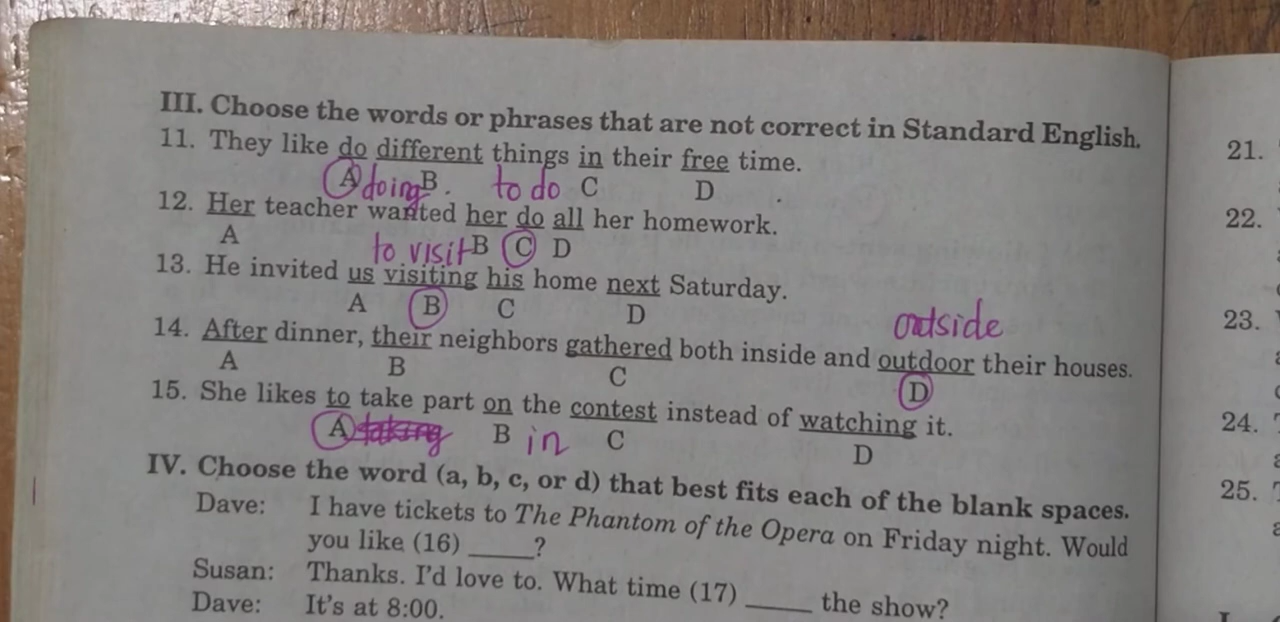 III. Choose the words or phrases that are not correct in Standard English.
11. They like do different things in their free time.
A doing B . to do C D
12. Her teacher wanted her do all her homework.
A to visit B C D
13. He invited us visiting his home next Saturday.
A B C D
outside
14. After dinner, their neighbors gathered both inside and outdoor their houses.
A B C D
15. She likes to take part on the contest instead of watching it.
A taking B in C D
IV. Choose the word (a, b, c, or d) that best fits each of the blank spaces.
Dave: I have tickets to The Phantom of the Opera on Friday night. Would
you like (16) ____?
Susan: Thanks. I'd love to. What time (17) ____ the show?
Dave: It's at 8:00.
21.
22.
23.
24.
25.